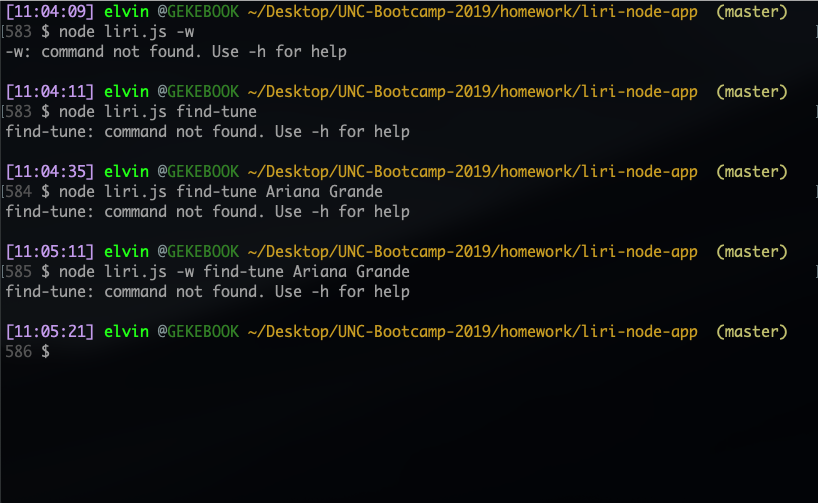 [11:04:09] elvin @GEKEBOOK ~/Desktop/UNC-Bootcamp-2019/homework/liri-node-app (master)
[583 $ node liri.js -w ]
-w: command not found. Use -h for help
[11:04:11] elvin @GEKEBOOK ~/Desktop/UNC-Bootcamp-2019/homework/liri-node-app (master)
[583 $ node liri.js find-tune ]
find-tune: command not found. Use -h for help
[11:04:35] elvin @GEKEBOOK ~/Desktop/UNC-Bootcamp-2019/homework/liri-node-app (master)
[584 $ node liri.js find-tune Ariana Grande ]
find-tune: command not found. Use -h for help
[11:05:11] elvin @GEKEBOOK ~/Desktop/UNC-Bootcamp-2019/homework/liri-node-app (master)
[585 $ node liri.js -w find-tune Ariana Grande ]
find-tune: command not found. Use -h for help
[11:05:21] elvin @GEKEBOOK ~/Desktop/UNC-Bootcamp-2019/homework/liri-node-app (master)
586 $